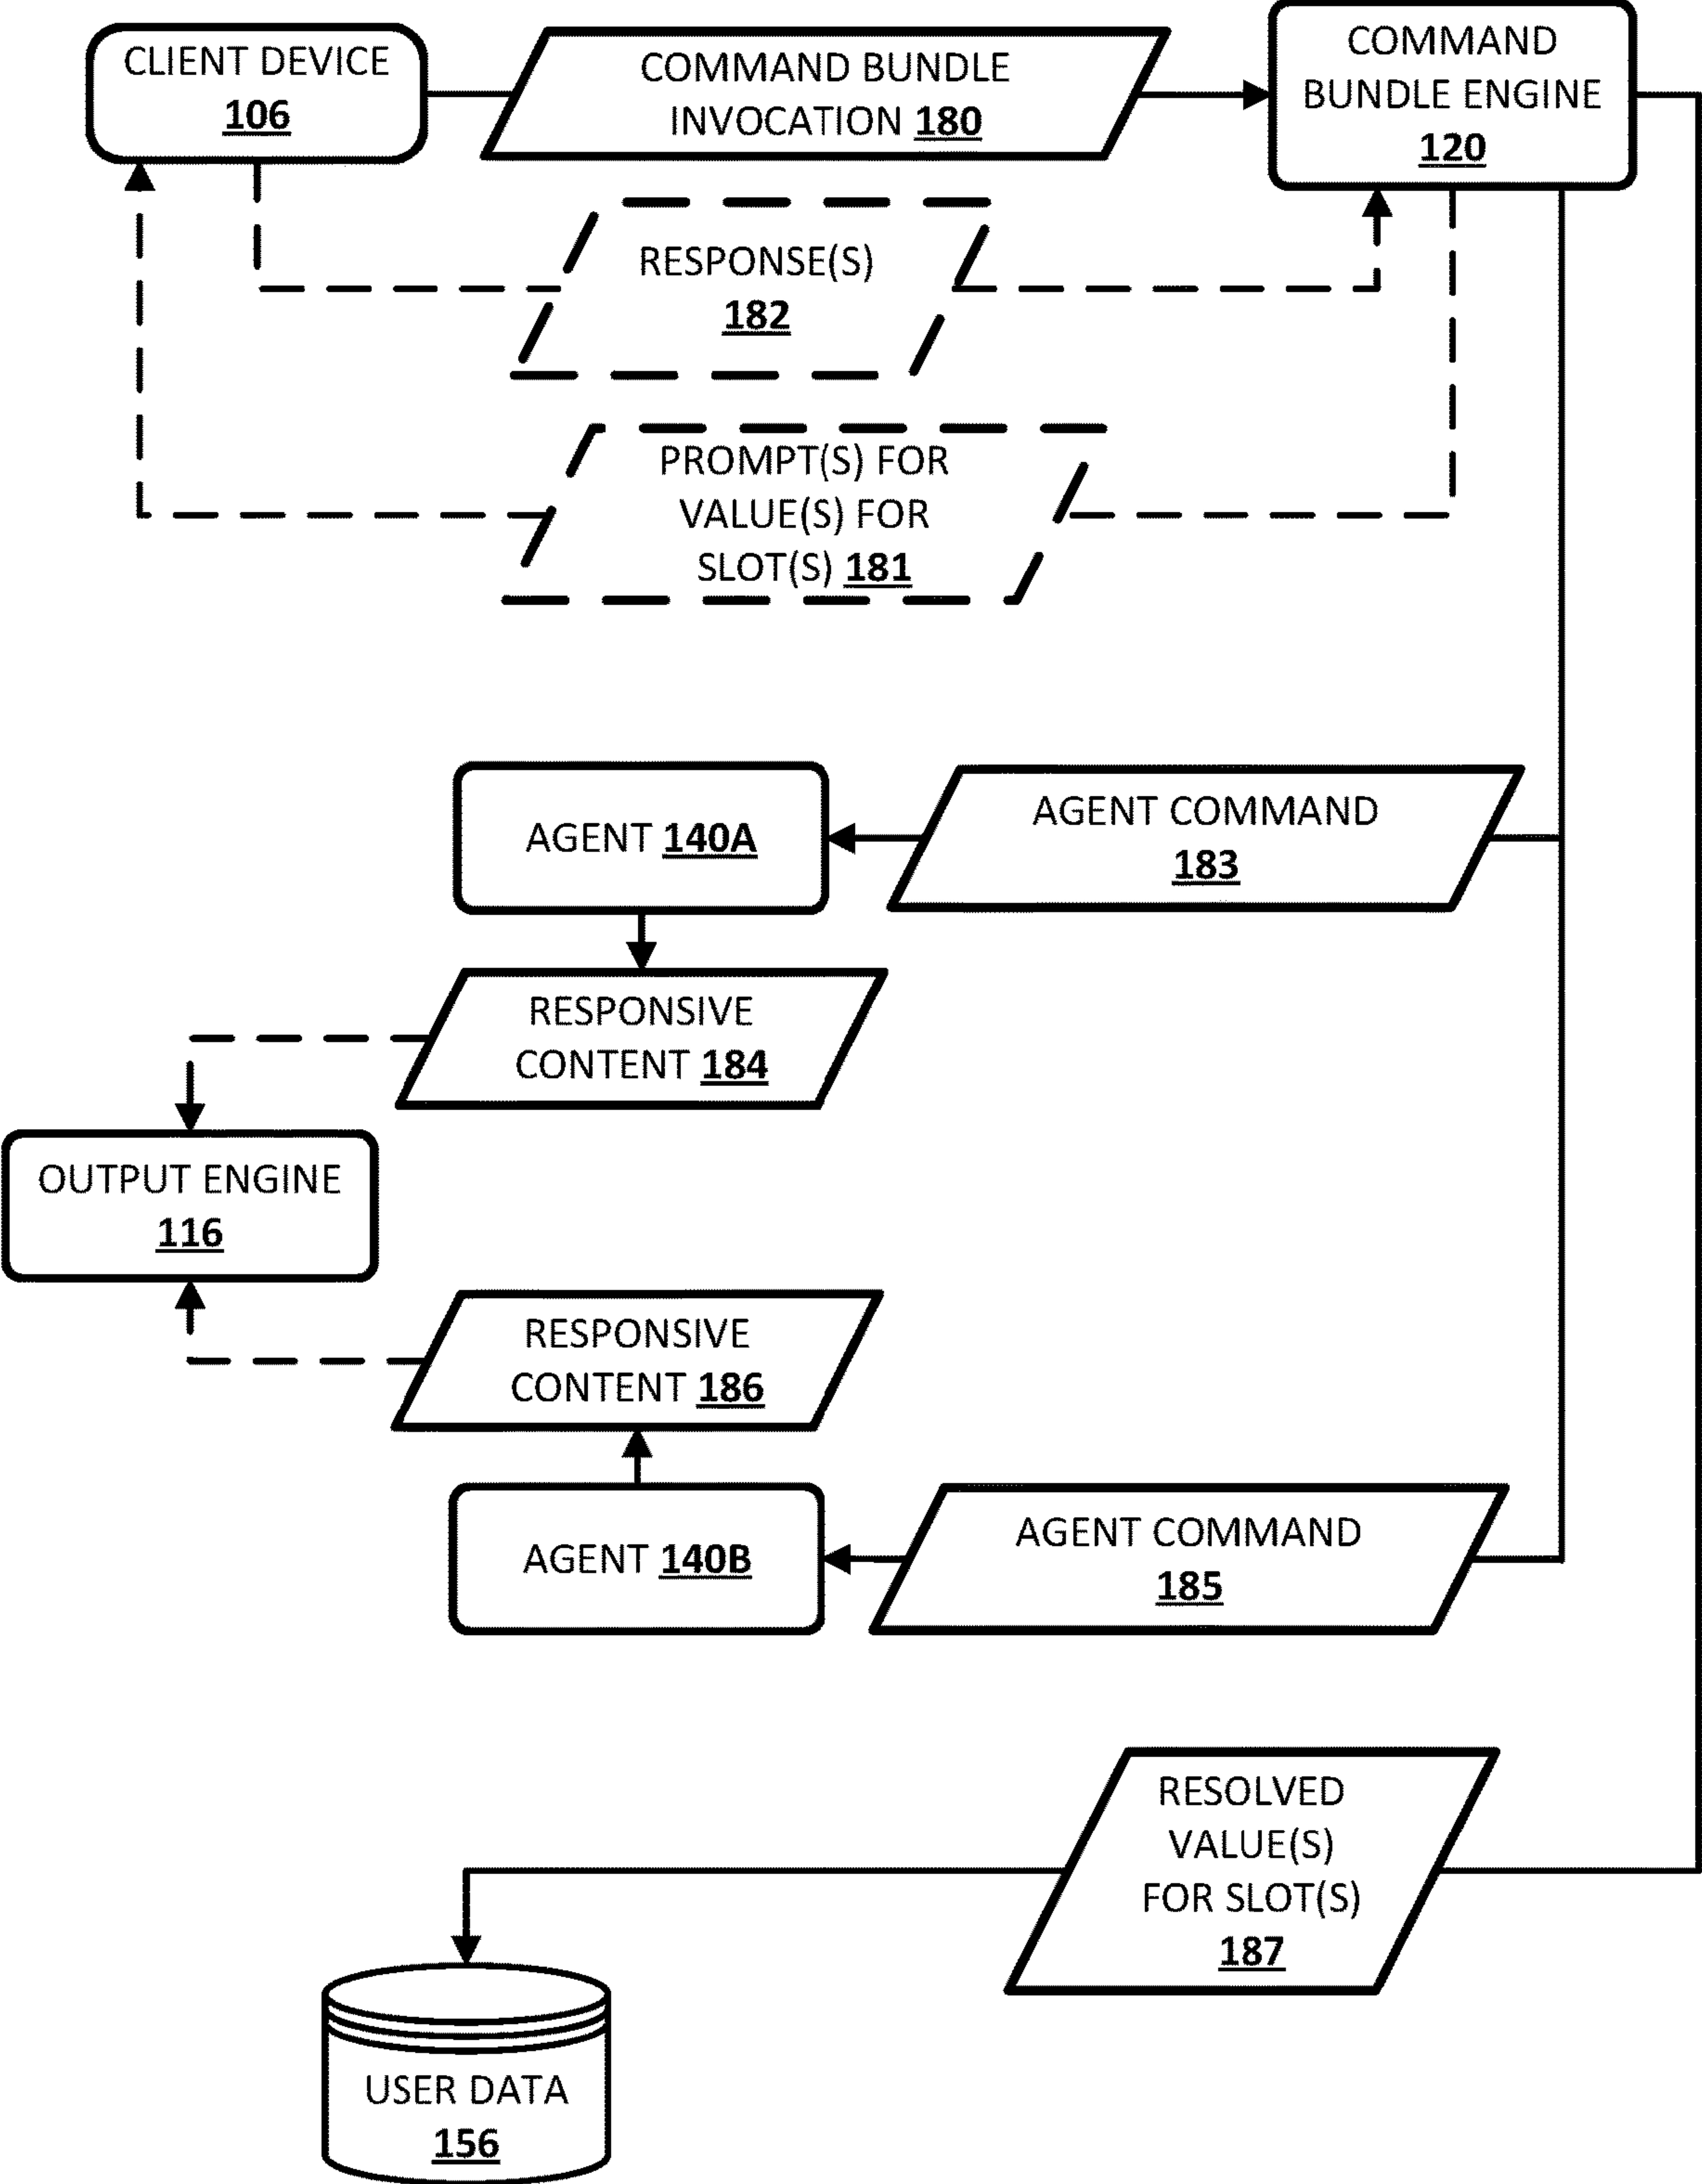 CLIENT DEVICE
106
COMMAND BUNDLE
INVOCATION 180
COMMAND
BUNDLE ENGINE
120
RESPONSE(S)
182
PROMPT(S) FOR
VALUE(S) FOR
SLOT(S) 181
AGENT 140A
AGENT COMMAND
183
RESPONSIVE
CONTENT 184
OUTPUT ENGINE
116
RESPONSIVE
CONTENT 186
AGENT 140B
AGENT COMMAND
185
RESOLVED
VALUE(S)
FOR SLOT(S)
187
USER DATA
156